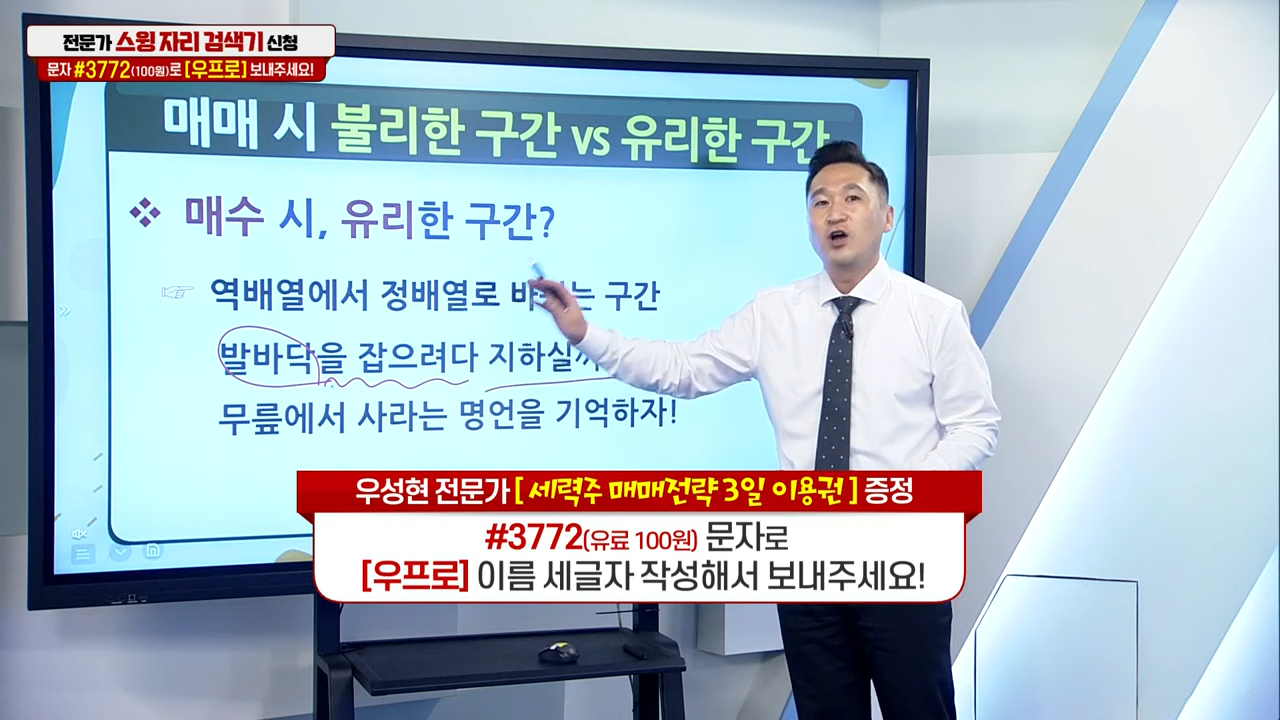 전문가 스윙 자리 검색기 신청
문자 #3772(100원)로 [우프로] 보내주세요!
매매 시 불리한 구간 vs 유리한 구간
❖ 매수 시, 유리한 구간?
☞ 역배열에서 정배열로 는 구간
발바닥을 잡으려다
무릎에서 사라는 명언을 기억하자!
우성현 전문가 [ 세력주 매매전략 3일 이용권 ] 증정
#3772(유료 100원) 문자로
[우프로] 이름 세글자 작성해서 보내주세요!